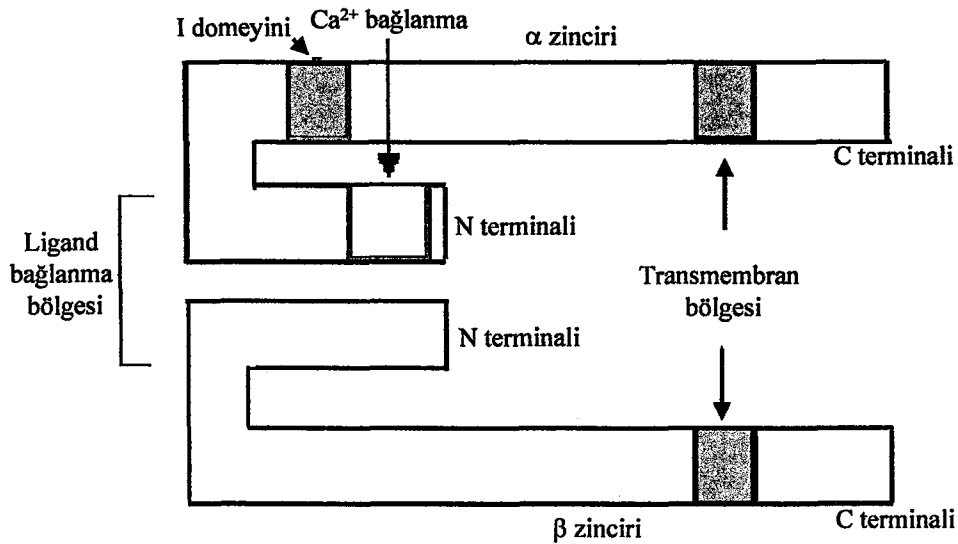 I domeyini
Ca²⁺ bağlanma
α zinciri
C terminali
N terminali
Ligand
bağlanma
bölgesi
Transmembran
bölgesi
N terminali
β zinciri
C terminali